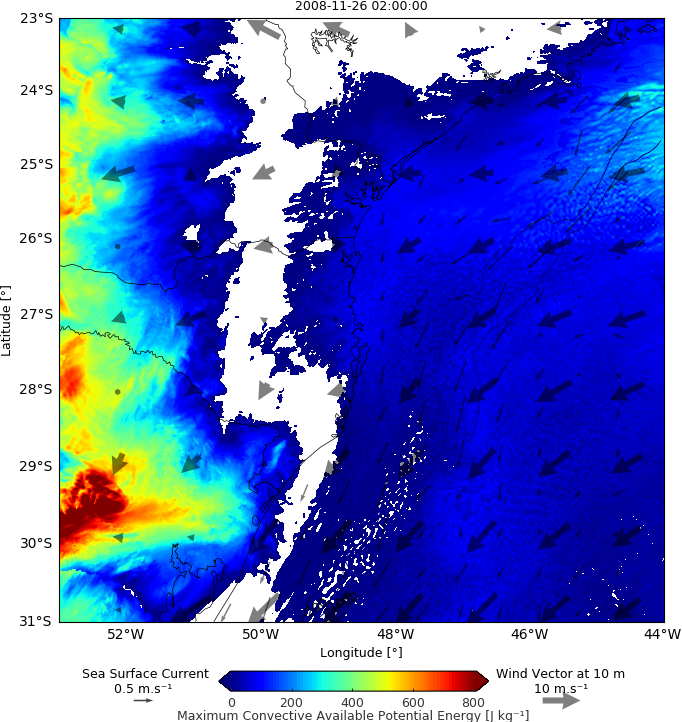 2008-11-26 02:00:00
23°S
24°S
25°S
26°S
27°S
28°S
29°S
30°S
31°S
Latitude [°]
52°W 50°W 48°W 46°W 44°W
Longitude [°]
Sea Surface Current
0.5 m.s⁻¹
Wind Vector at 10 m
10 m.s⁻¹
0 200 400 600 800
Maximum Convective Available Potential Energy [J kg⁻¹]